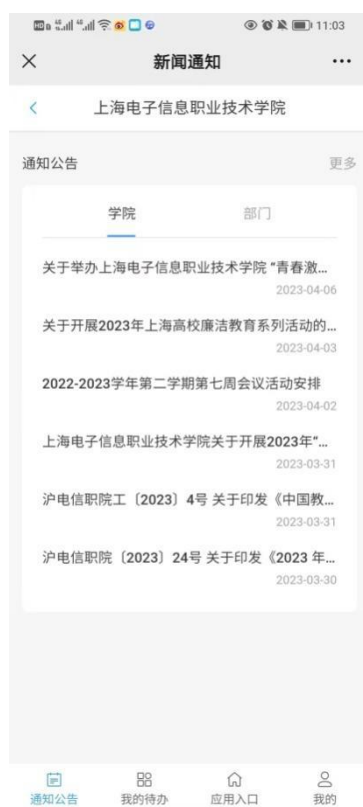 11:03
新闻通知
上海电子信息职业技术学院
通知公告 更多
学院 部门
关于举办上海电子信息职业技术学院“青春激...
2023-04-06
关于开展2023年上海高校廉洁教育系列活动的...
2023-04-03
2022-2023学年第二学期第七周会议活动安排
2023-04-02
上海电子信息职业技术学院关于开展2023年“...
2023-03-31
沪电信职院工〔2023〕4号 关于印发《中国教...
2023-03-31
沪电信职院〔2023〕24号 关于印发《2023 年...
2023-03-30
通知公告 我的待办 应用入口 我的